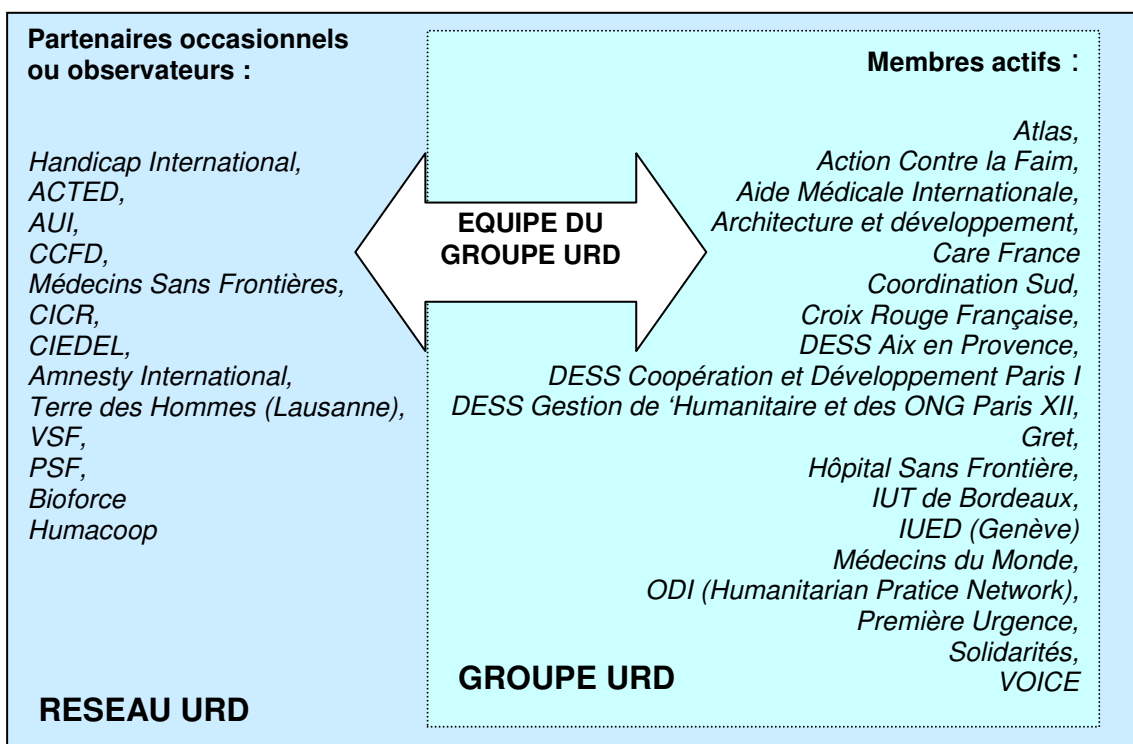 Partenaires occasionnels
ou observateurs :
Handicap International,
ACTED,
AUI,
CCFD,
Médecins Sans Frontières,
CICR,
CIEDEL,
Amnesty International,
Terre des Hommes (Lausanne),
VSF,
PSF,
Bioforce
Humacoop
RESEAU URD
EQUIPE DU
GROUPE URD
Membres actifs :
Atlas,
Action Contre la Faim,
Aide Médicale Internationale,
Architecture et développement,
Care France
Coordination Sud,
Croix Rouge Française,
DESS Aix en Provence,
DESS Coopération et Développement Paris I
DESS Gestion de ‘Humanitaire et des ONG Paris XII,
Gret,
Hôpital Sans Frontière,
IUT de Bordeaux,
IUED (Genève)
Médecins du Monde,
ODI (Humanitarian Pratice Network),
Première Urgence,
Solidarités,
VOICE
GROUPE URD